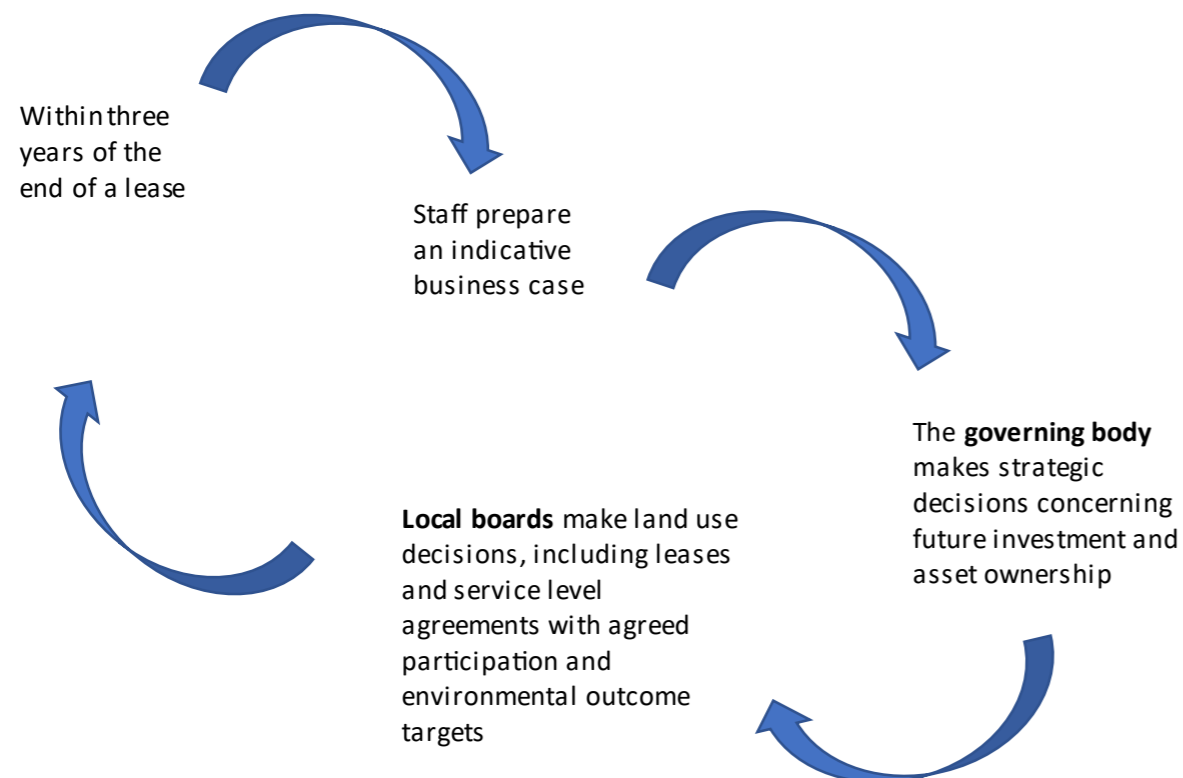 Within three
years of the
end of a lease
Staff prepare
an indicative
business case
The governing body
makes strategic
decisions concerning
future investment and
asset ownership
Local boards make land use
decisions, including leases
and service level
agreements with agreed
participation and
environmental outcome
targets